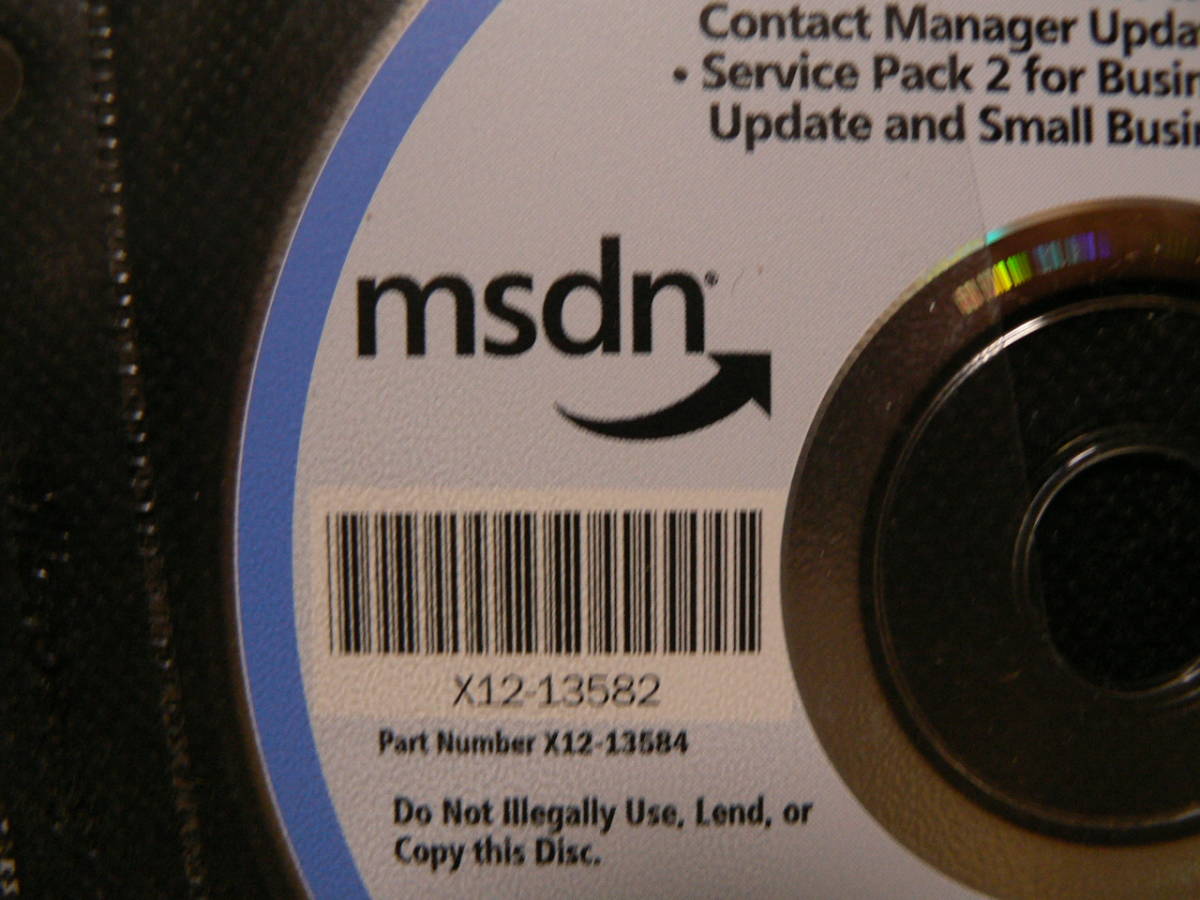 Contact Manager Upda
• Service Pack 2 for Busin
Update and Small Busi
msdn®
X12-13582
Part Number X12-13584
Do Not Illegally Use, Lend, or
Copy this Disc.